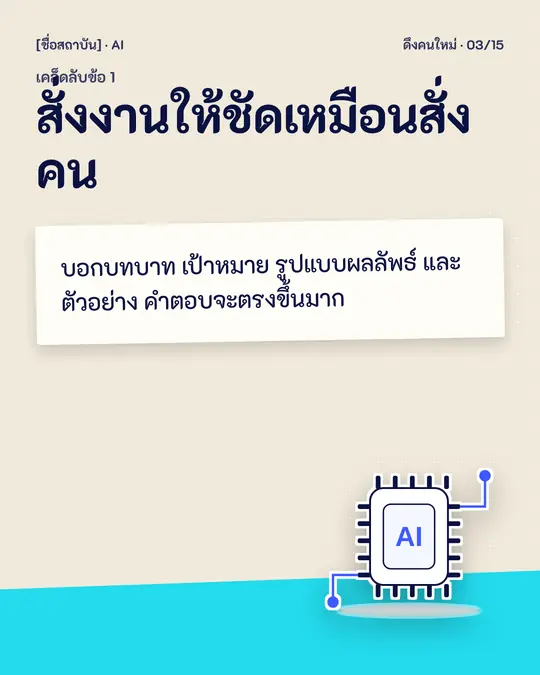 [ชื่อสถาบัน] · AI
ดึงคนใหม่ · 03/15
เคล็ดลับข้อ 1
สั่งงานให้ชัดเหมือนสั่ง
คน
บอกบทบาท เป้าหมาย รูปแบบผลลัพธ์ และ
ตัวอย่าง คำตอบจะตรงขึ้นมาก
AI